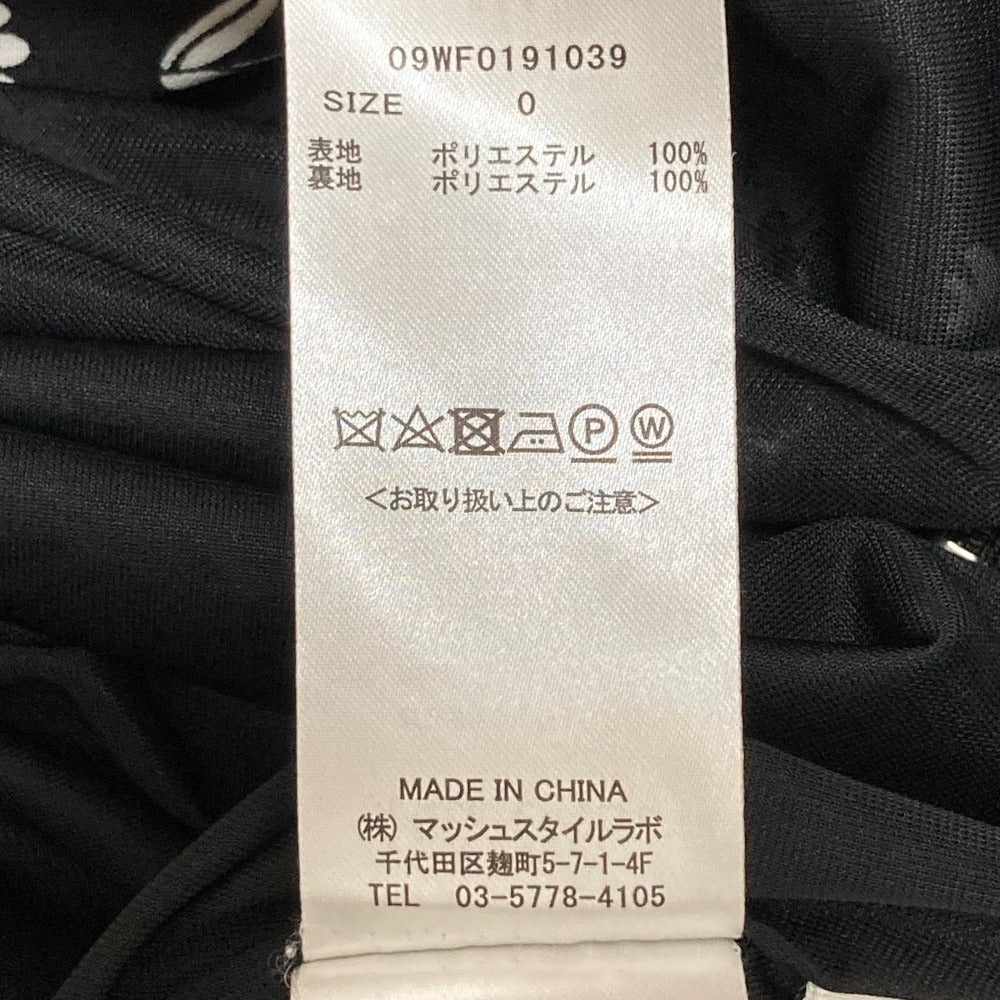 09WF0191039
SIZE 0
表地 ポリエステル 100%
裏地 ポリエステル 100%
P W
<お取り扱い上のご注意>
MADE IN CHINA
(株) マッシュスタイルラボ
千代田区麹町5-7-1-4F
TEL 03-5778-4105